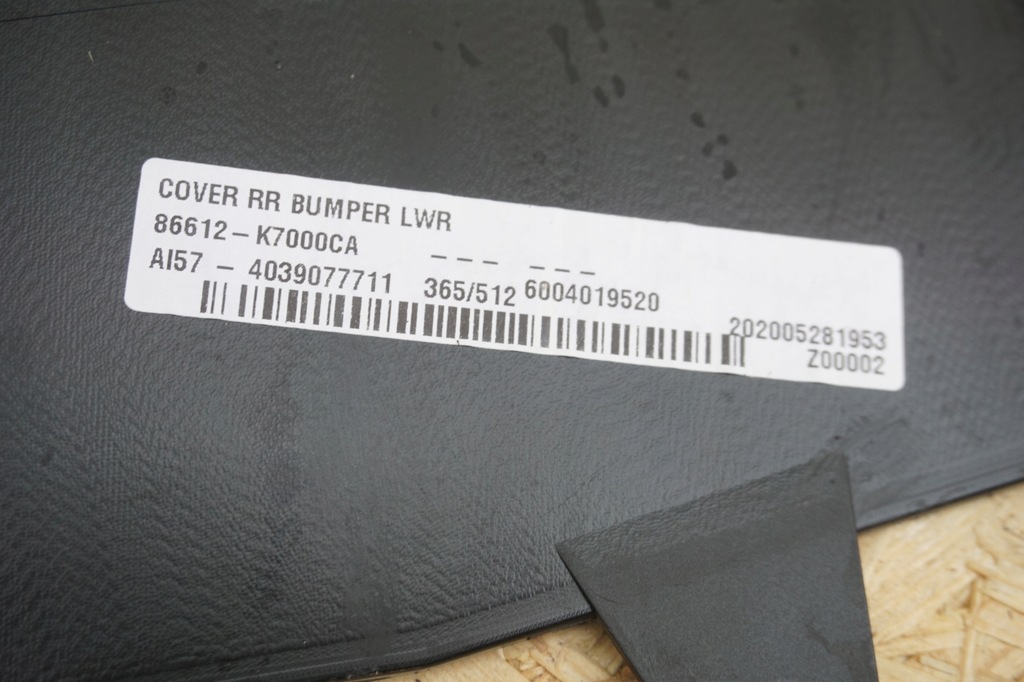 COVER RR BUMPER LWR
86612 - K7000CA _ _ _ _ _ _
AI57 - 4039077711 365/512 6004019520
202005281953
Z00002